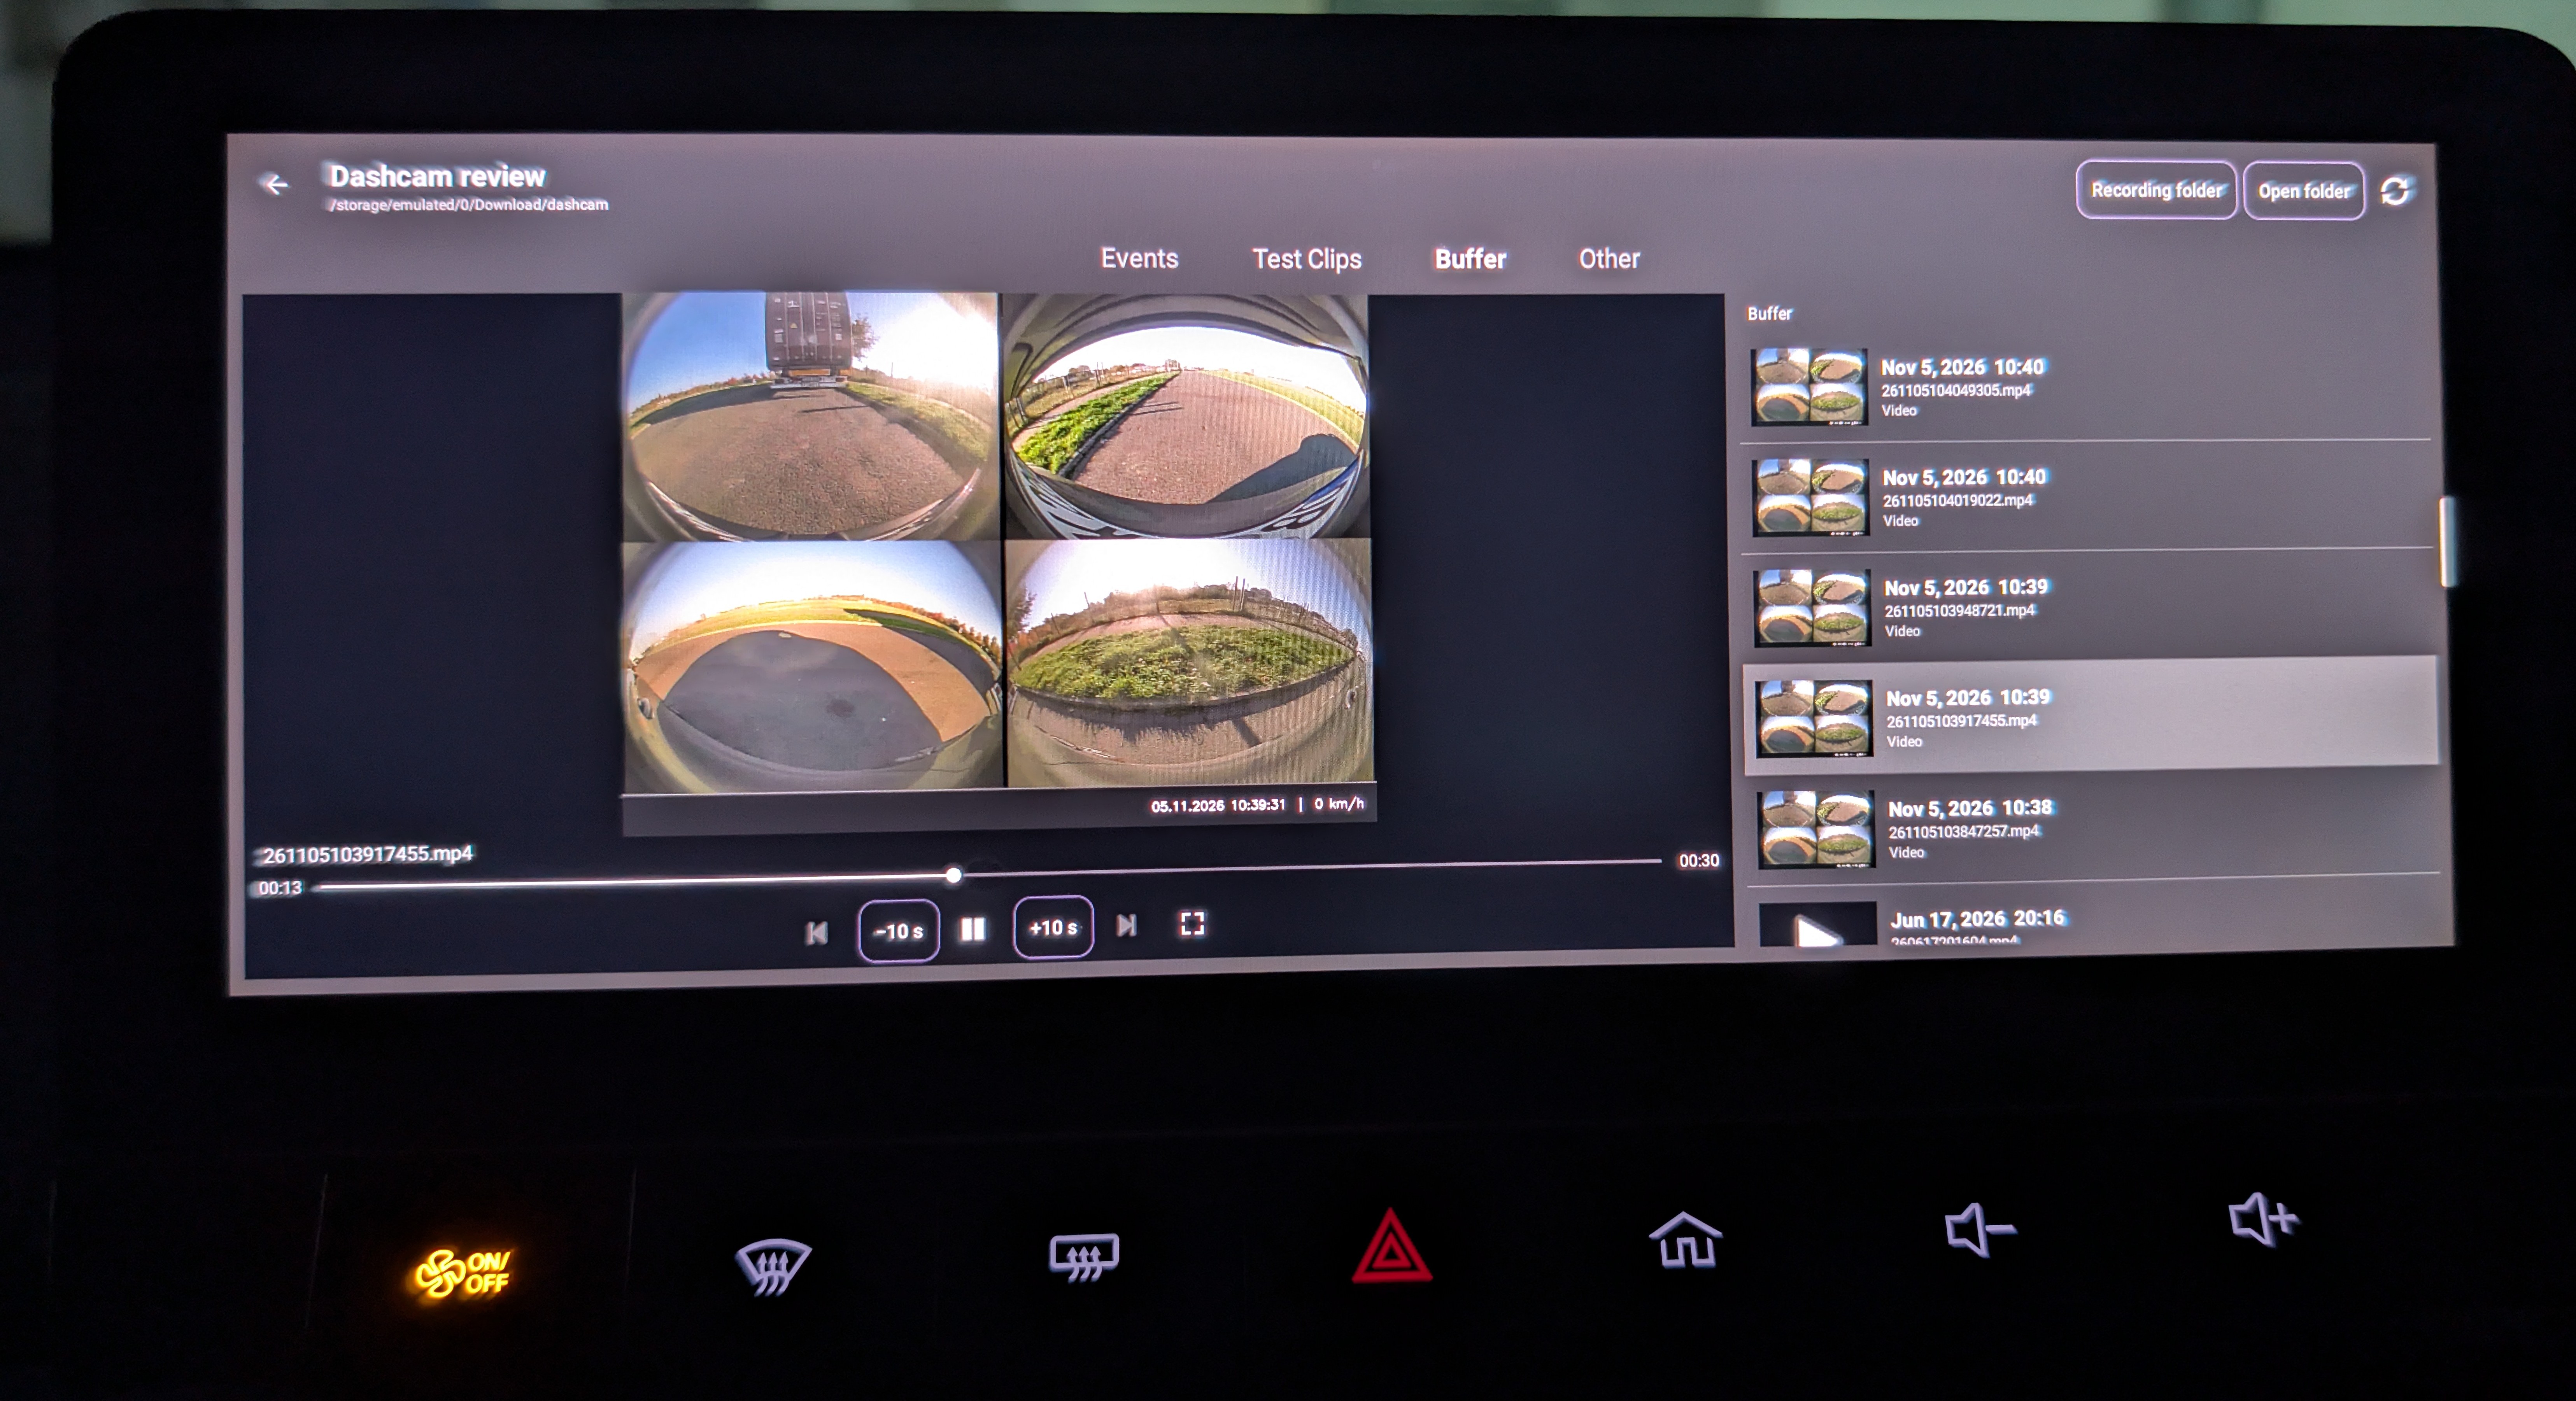 Dashcam review
/storage/emulated/0/Download/dashcam
Recording folder
Open folder
Events
Test Clips
Buffer
Other
05.11.2026 10:39:31 | 0 km/h
261105103917455.mp4
00:13
00:30
-10 s
+10 s
Buffer
Nov 5, 2026 10:40
261105104049305.mp4
Video
Nov 5, 2026 10:40
261105104019022.mp4
Video
Nov 5, 2026 10:39
261105103948721.mp4
Video
Nov 5, 2026 10:39
261105103917455.mp4
Video
Nov 5, 2026 10:38
261105103847257.mp4
Video
Jun 17, 2026 20:16
260617201604.mp4
ON/
OFF